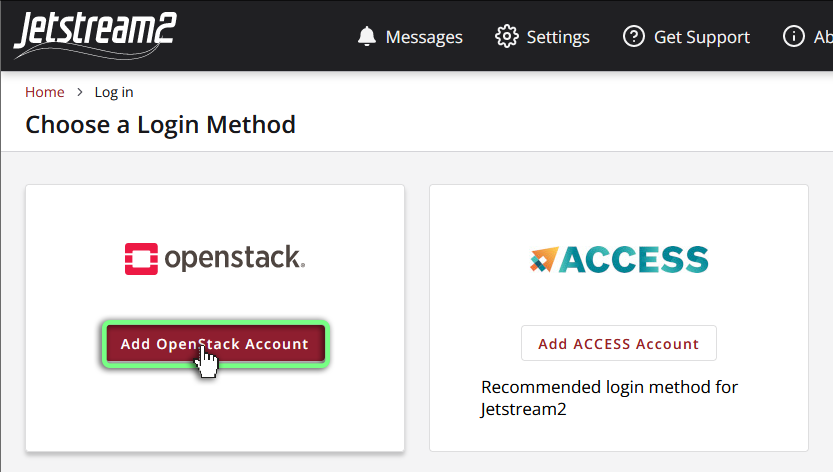 Jetstream2
Messages
Settings
Get Support
Ab
Home > Log in
Choose a Login Method
openstack.
ACCESS
Add OpenStack Account
Add ACCESS Account
Recommended login method for
Jetstream2